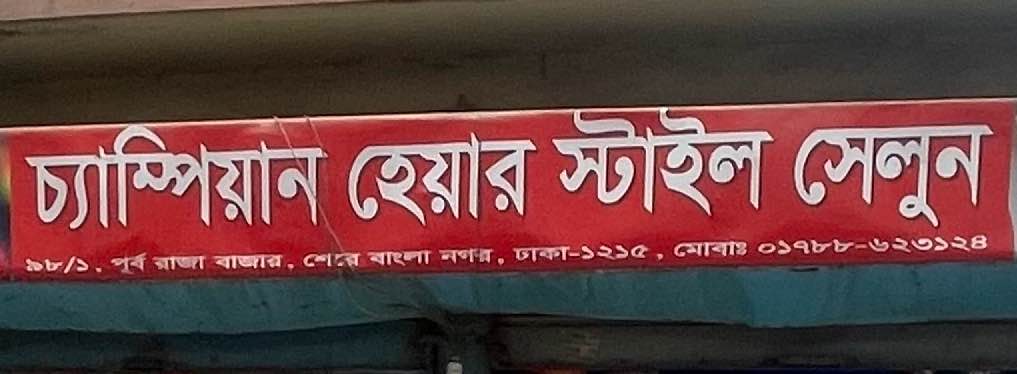 চ্যাম্পিয়ান হেয়ার স্টাইল সেলুন
৯৮/১, পূর্ব রাজা বাজার, শেরে বাংলা নগর, ঢাকা-১২১৫, মোবাঃ ০১৭৮৮-৬২৩১২৪